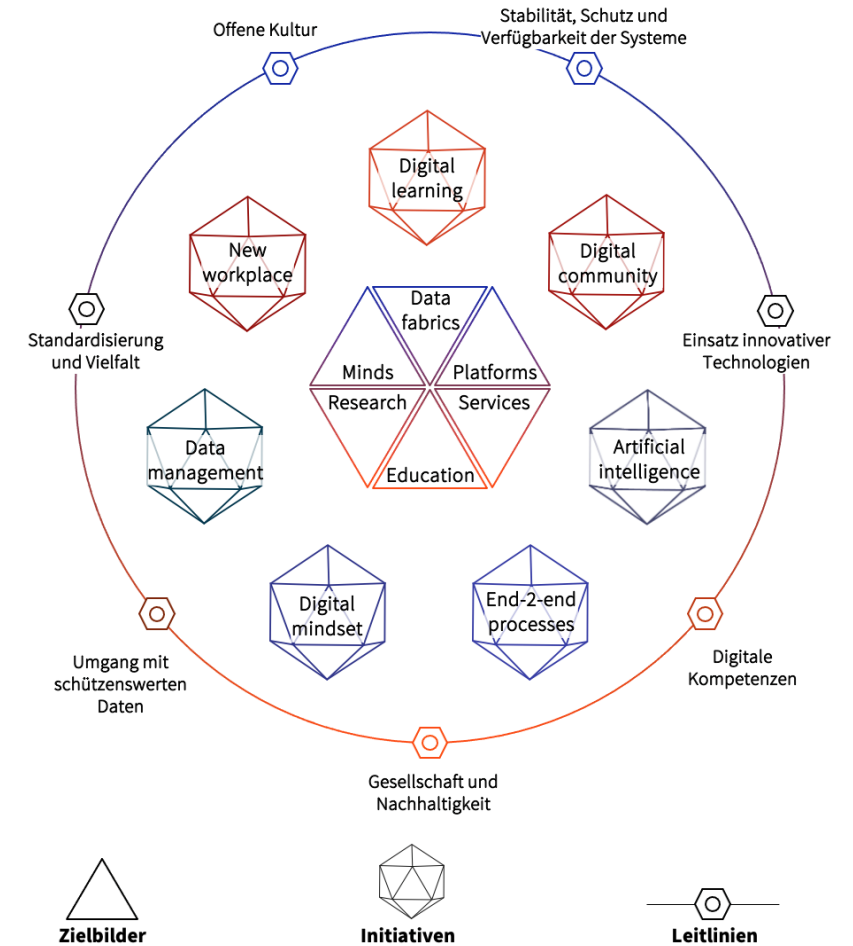 Offene Kultur
Stabilität, Schutz und
Verfügbarkeit der Systeme
Digital
learning
New
workplace
Digital
community
Data
fabrics
Standardisierung
und Vielfalt
Einsatz innovativer
Technologien
Minds
Platforms
Research
Services
Data
management
Artificial
intelligence
Education
Digital
mindset
End-2-end
processes
Umgang mit
schützenswerten
Daten
Digitale
Kompetenzen
Gesellschaft und
Nachhaltigkeit
Zielbilder
Initiativen
Leitlinien